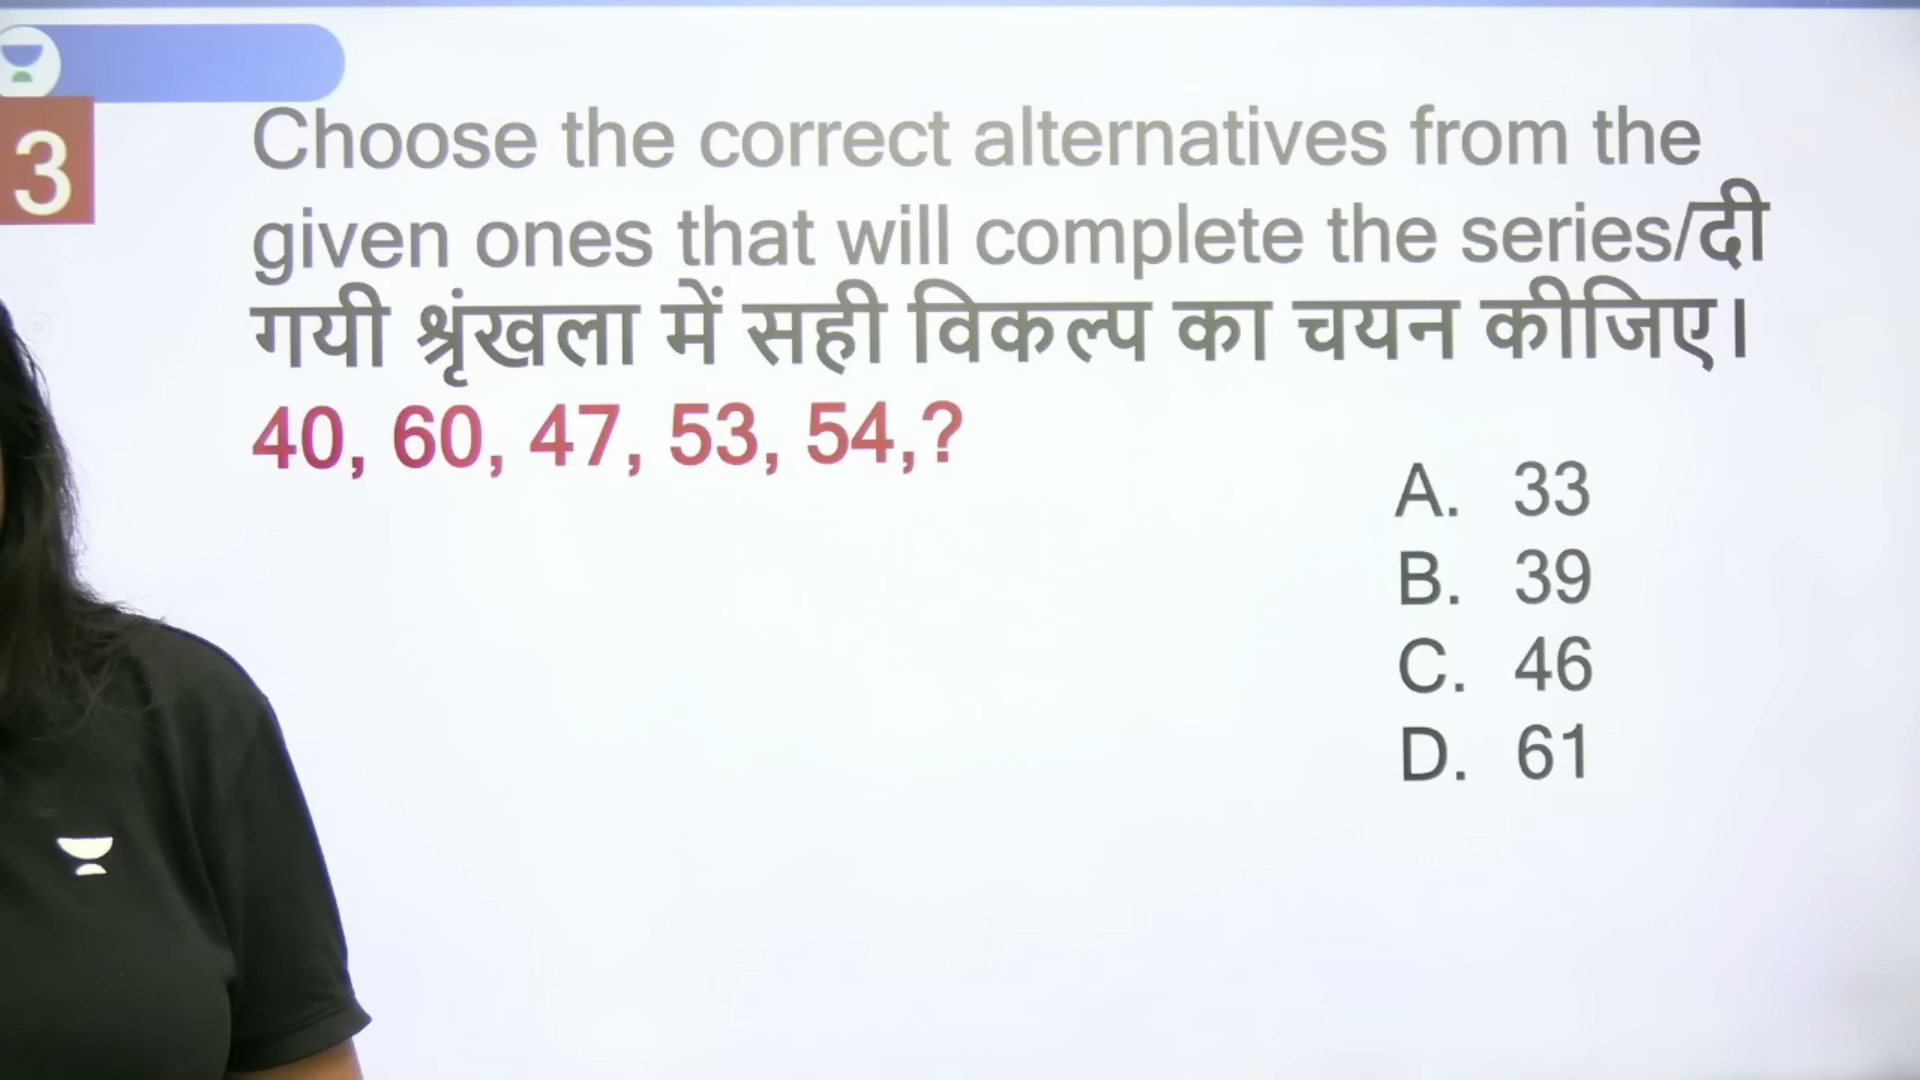 3
Choose the correct alternatives from the
given ones that will complete the series/दी
गयी श्रृंखला में सही विकल्प का चयन कीजिए।
40, 60, 47, 53, 54,?
A. 33
B. 39
C. 46
D. 61